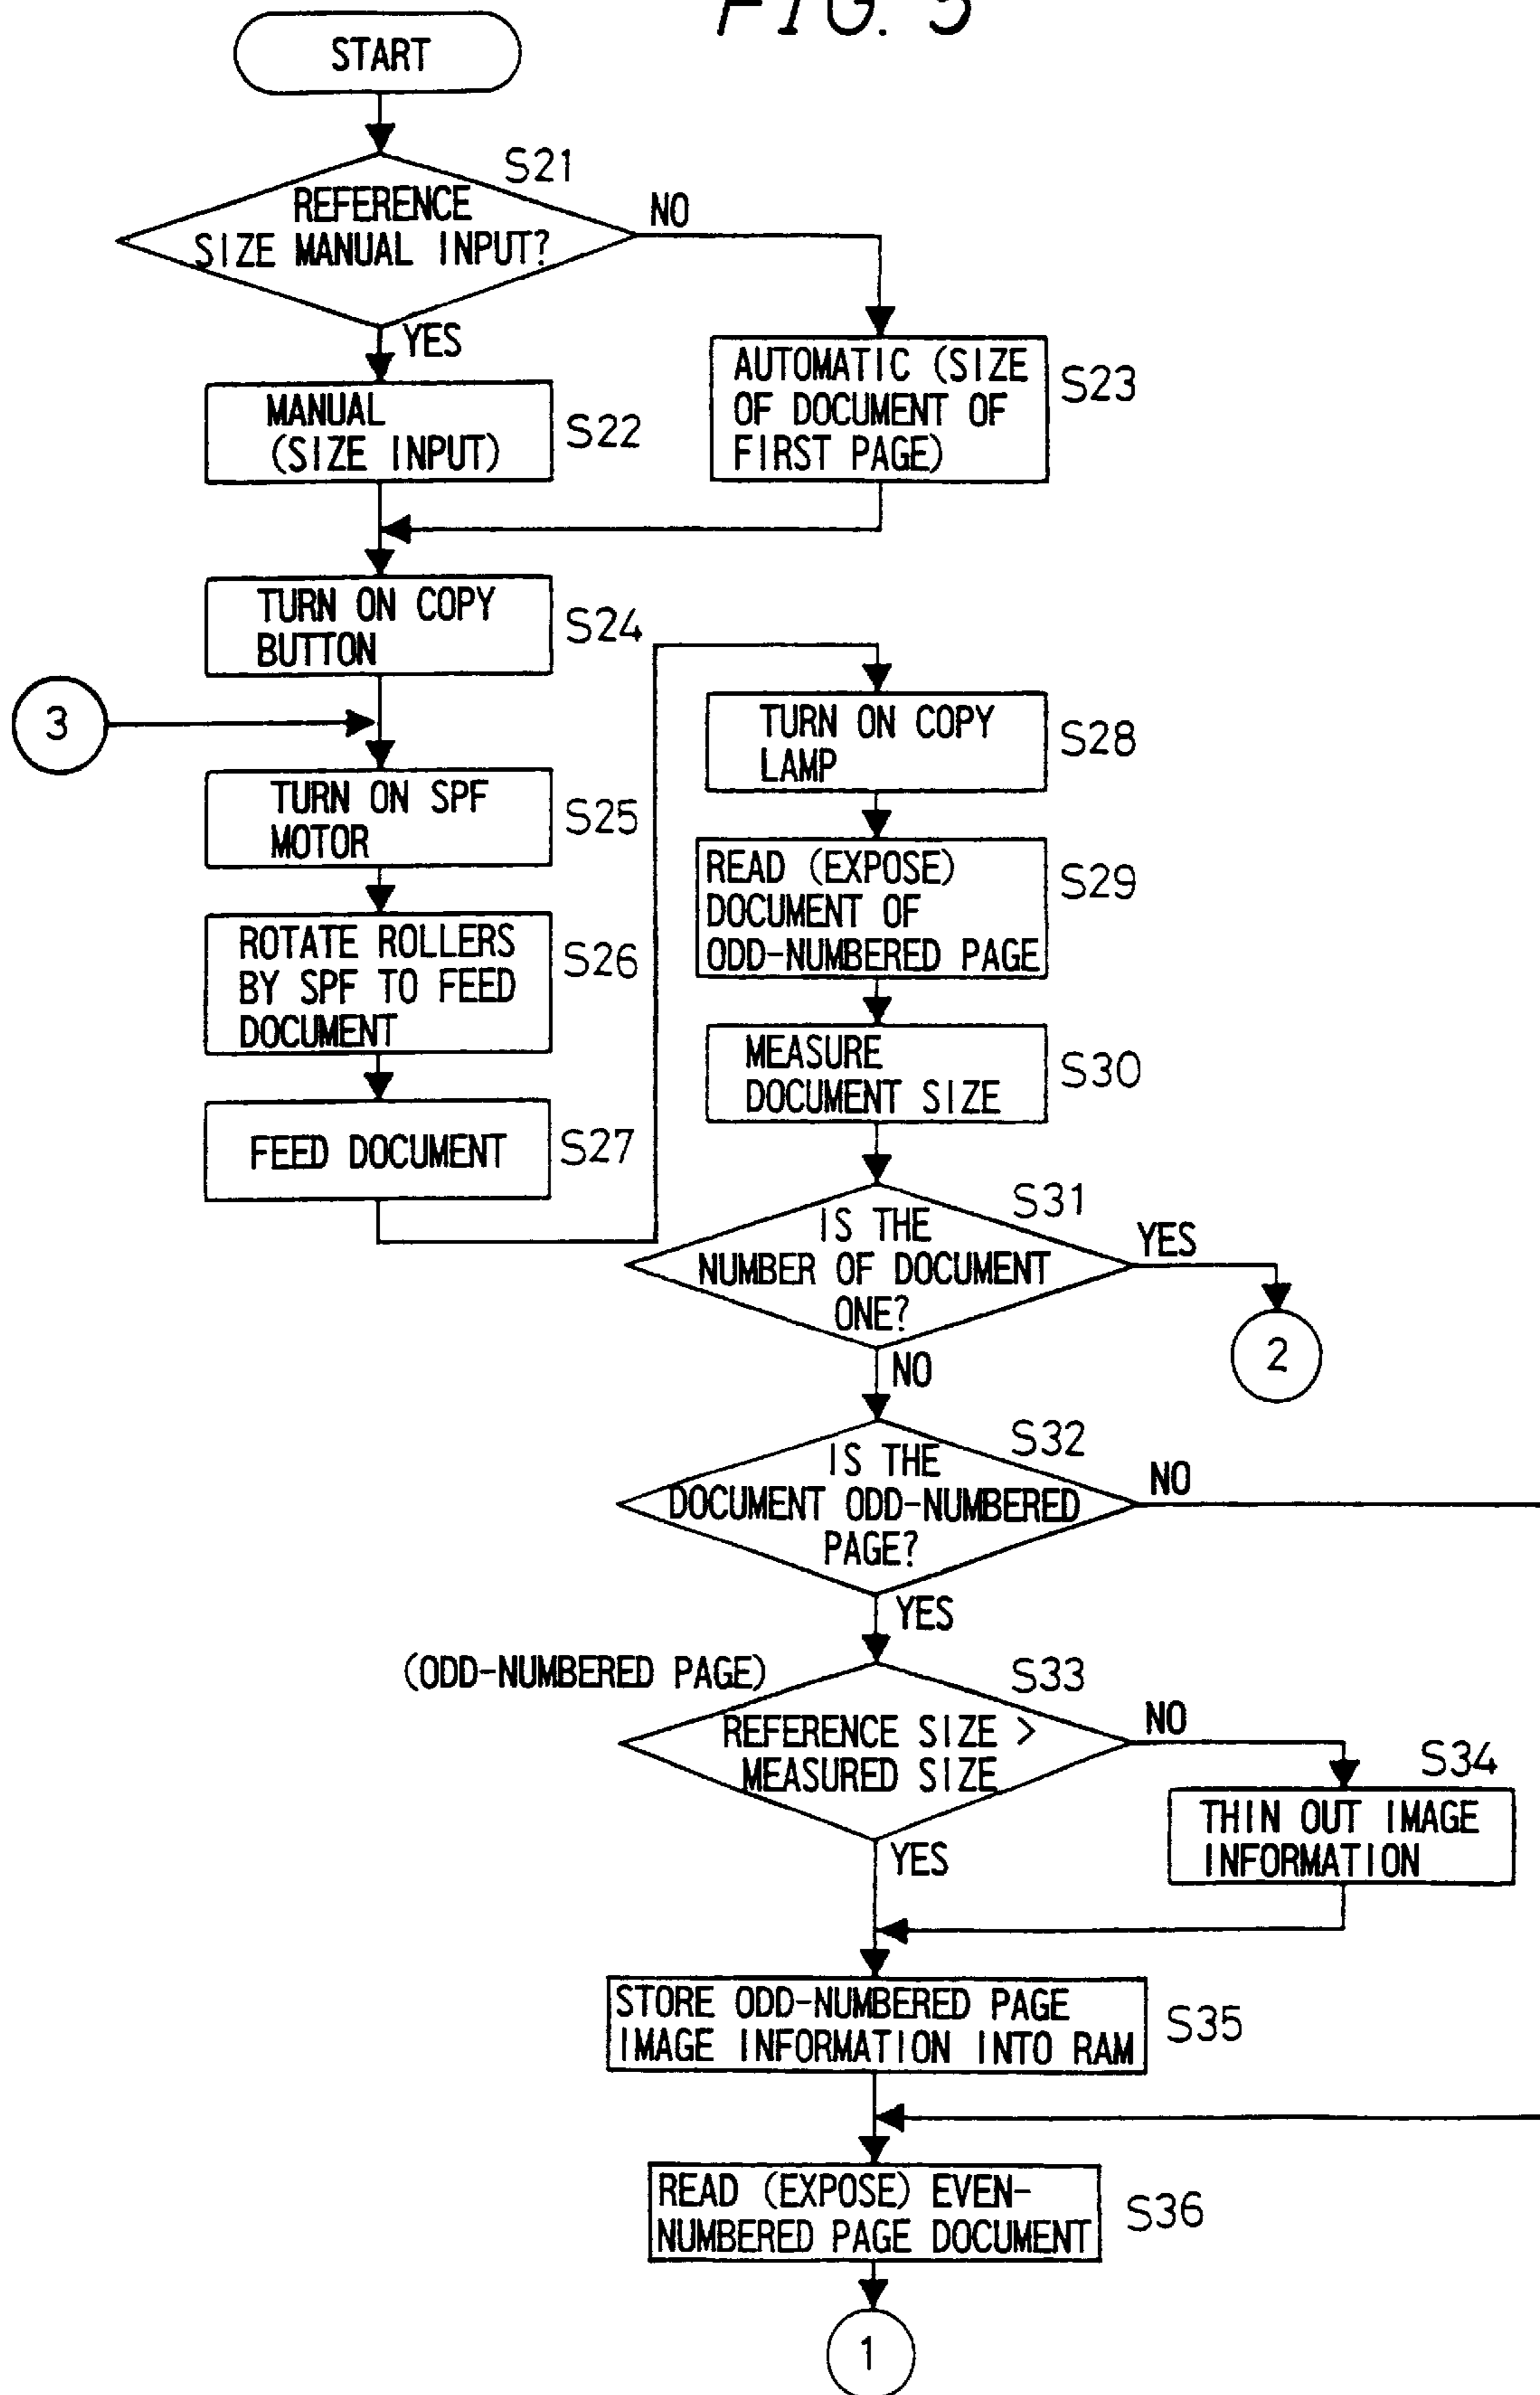 FIG. 5
START
S21
REFERENCE
SIZE MANUAL INPUT?
NO
YES
MANUAL
(SIZE INPUT)
S22
AUTOMATIC (SIZE
OF DOCUMENT OF
FIRST PAGE)
S23
TURN ON COPY
BUTTON
S24
3
TURN ON SPF
MOTOR
S25
ROTATE ROLLERS
BY SPF TO FEED
DOCUMENT
S26
FEED DOCUMENT
S27
TURN ON COPY
LAMP
S28
READ (EXPOSE)
DOCUMENT OF
ODD-NUMBERED PAGE
S29
MEASURE
DOCUMENT SIZE
S30
S31
IS THE
NUMBER OF DOCUMENT
ONE?
YES
2
NO
S32
IS THE
DOCUMENT ODD-NUMBERED
PAGE?
NO
YES
(ODD-NUMBERED PAGE)
S33
REFERENCE SIZE >
MEASURED SIZE
NO
S34
THIN OUT IMAGE
INFORMATION
YES
STORE ODD-NUMBERED PAGE
IMAGE INFORMATION INTO RAM
S35
READ (EXPOSE) EVEN-
NUMBERED PAGE DOCUMENT
S36
1